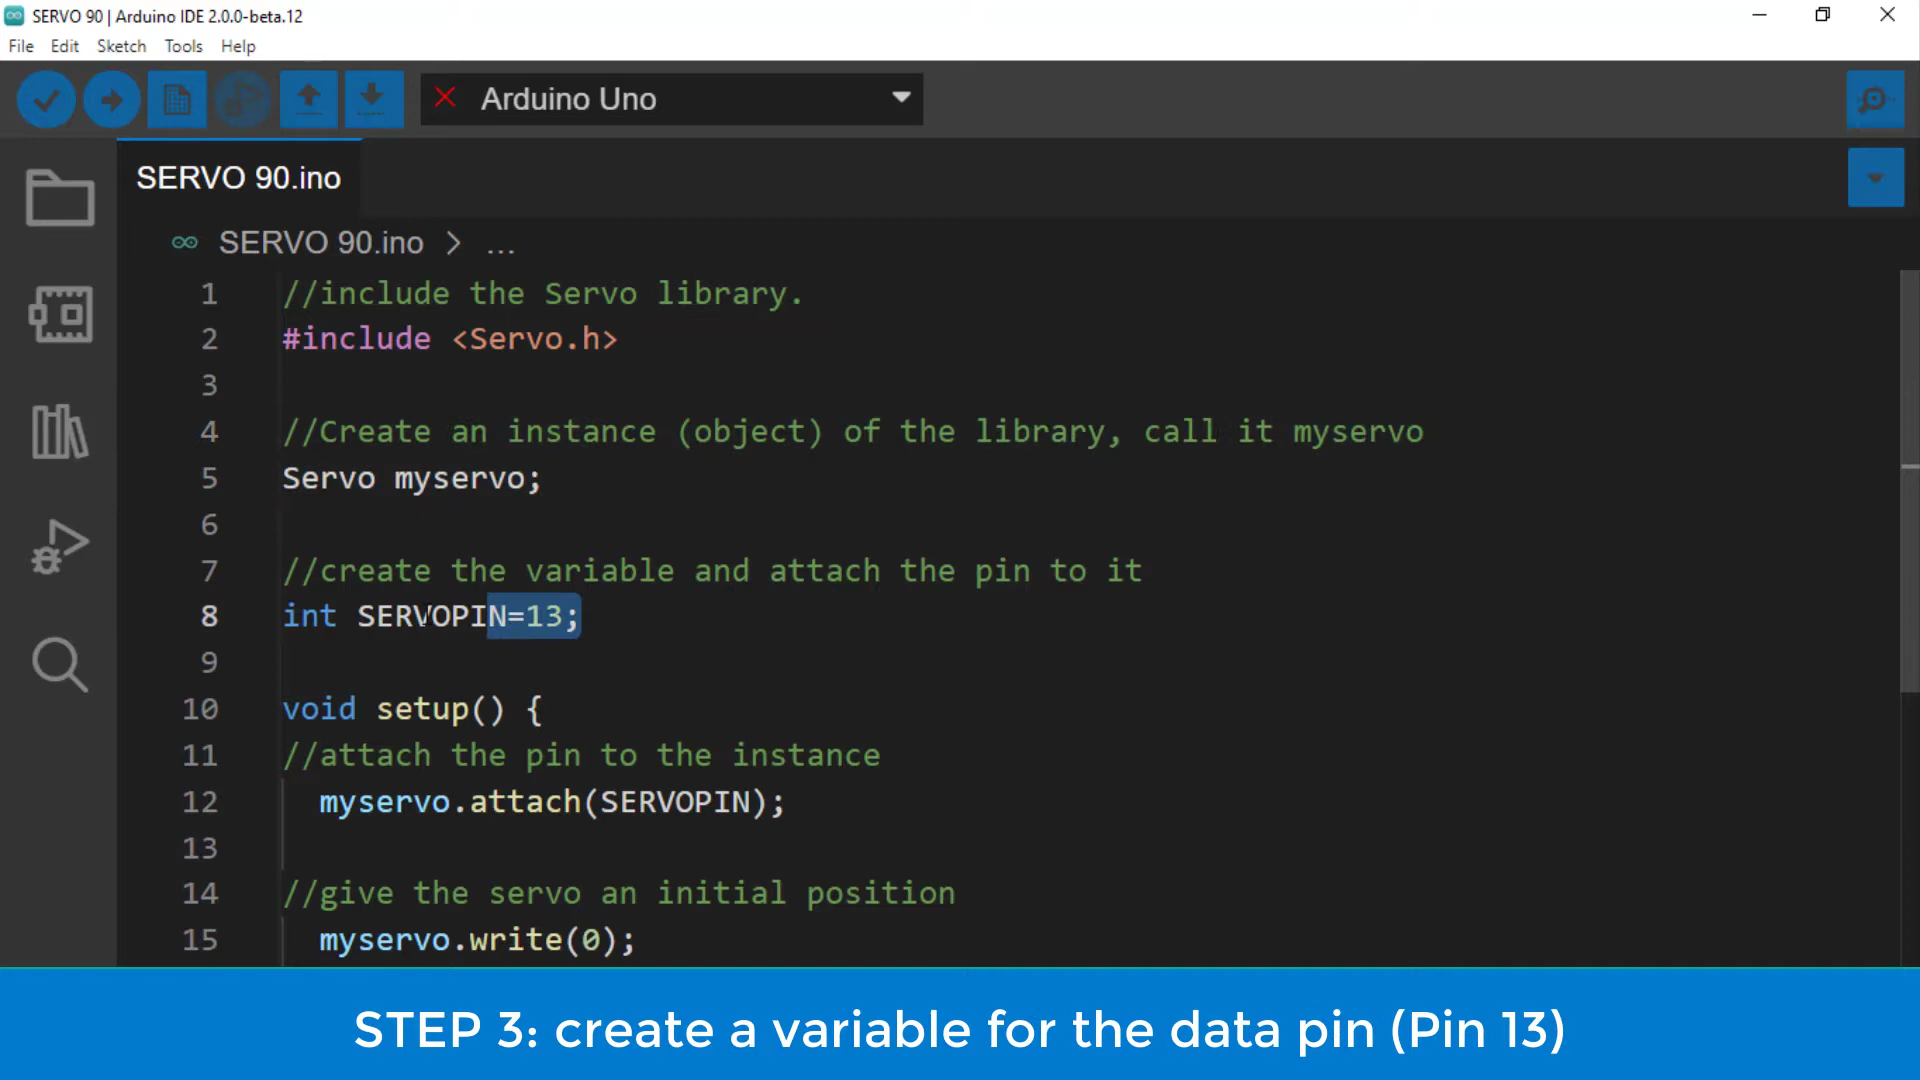 SERVO 90 | Arduino IDE 2.0.0-beta.12
File Edit Sketch Tools Help
Arduino Uno
SERVO 90.ino
SERVO 90.ino > ...
1 //include the Servo library.
2 #include <Servo.h>
3
4 //Create an instance (object) of the library, call it myservo
5 Servo myservo;
6
7 //create the variable and attach the pin to it
8 int SERVOPIN=13;
9
10 void setup() {
11 //attach the pin to the instance
12 myservo.attach(SERVOPIN);
13
14 //give the servo an initial position
15 myservo.write(0);
STEP 3: create a variable for the data pin (Pin 13)